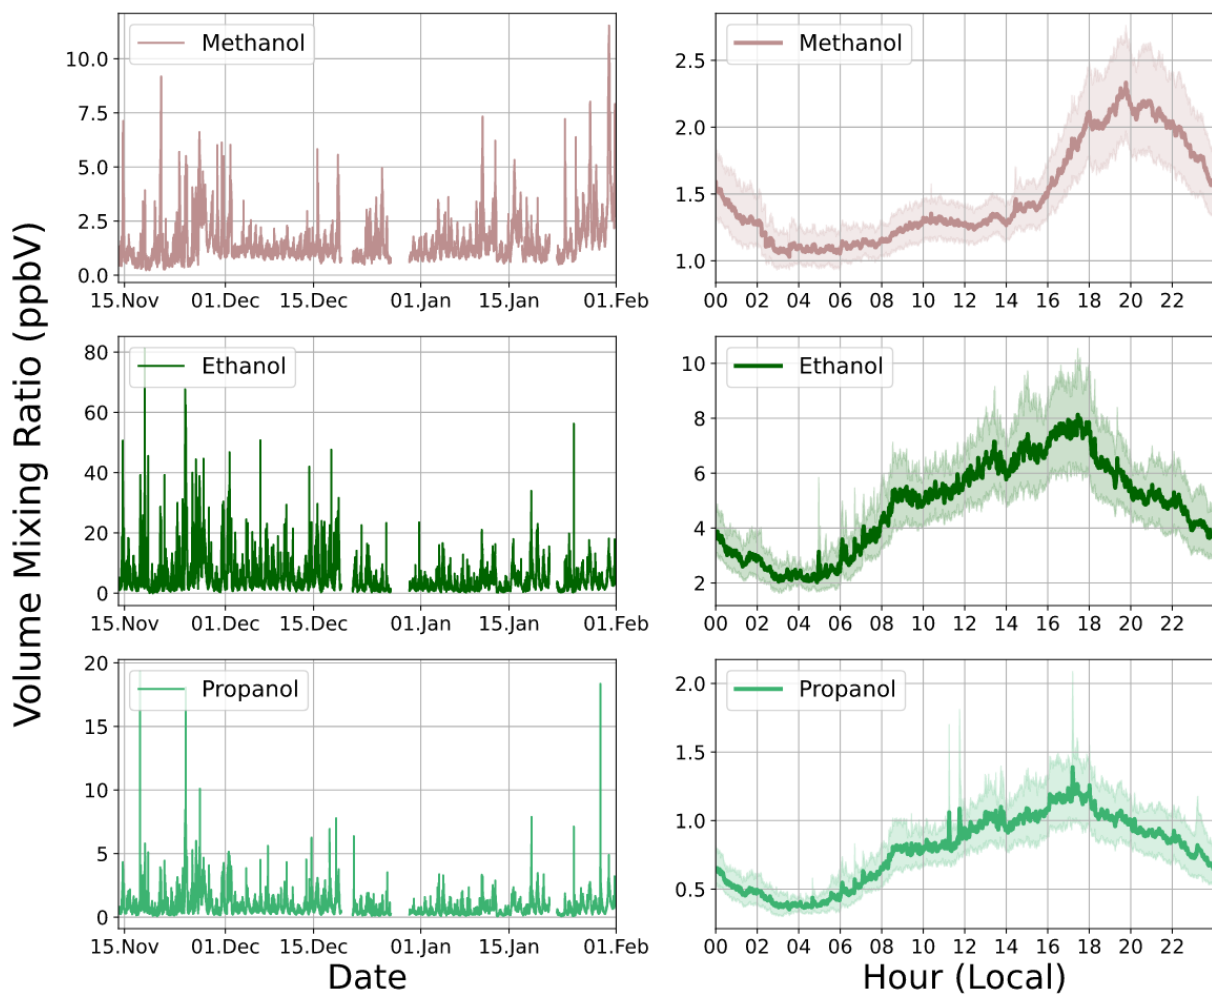 Volume Mixing Ratio (ppbV)
Methanol
10.0
7.5
5.0
2.5
0.0
15.Nov 01.Dec 15.Dec 01.Jan 15.Jan 01.Feb
Methanol
2.5
2.0
1.5
1.0
00 02 04 06 08 10 12 14 16 18 20 22
Ethanol
80
60
40
20
0
15.Nov 01.Dec 15.Dec 01.Jan 15.Jan 01.Feb
Ethanol
10
8
6
4
2
00 02 04 06 08 10 12 14 16 18 20 22
Propanol
20
15
10
5
0
15.Nov 01.Dec 15.Dec 01.Jan 15.Jan 01.Feb
Date
Propanol
2.0
1.5
1.0
0.5
00 02 04 06 08 10 12 14 16 18 20 22
Hour (Local)